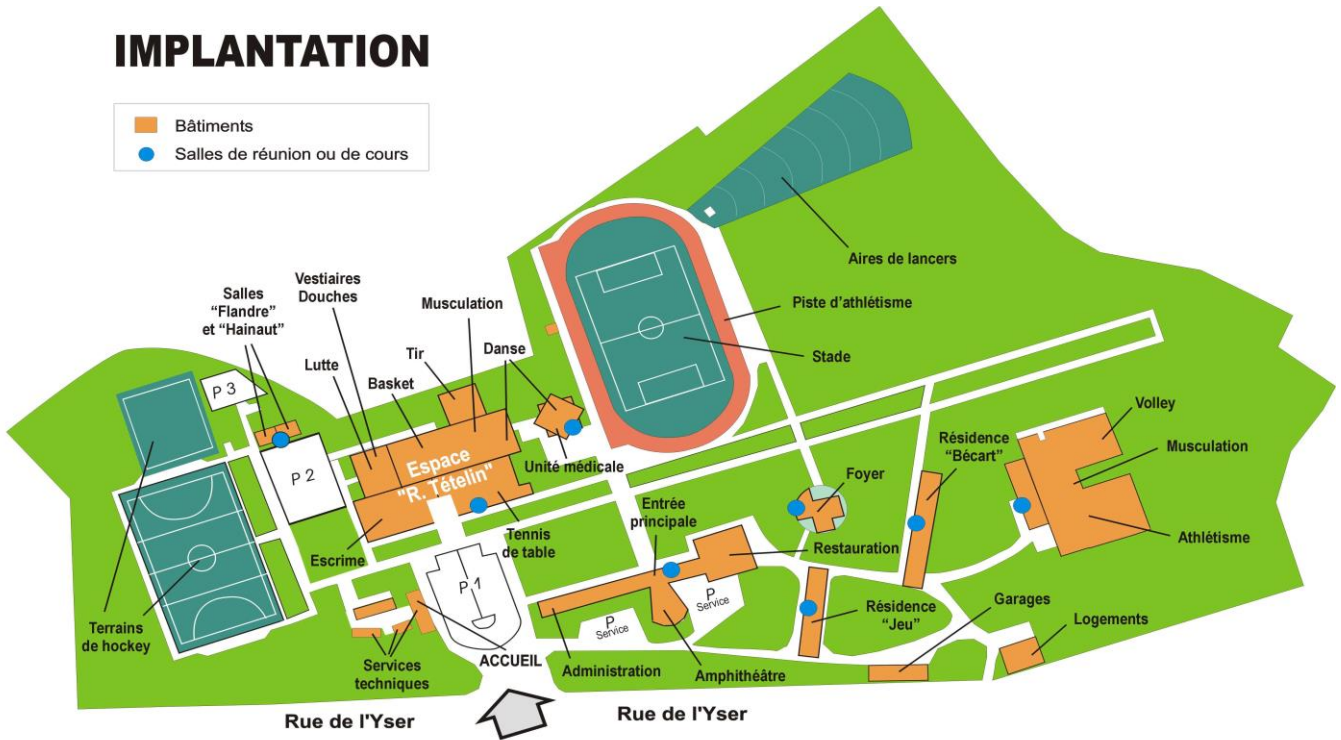 IMPLANTATION
Bâtiments
Salles de réunion ou de cours
Aires de lancers
Piste d'athlétisme
Stade
Vestiaires
Douches
Salles
"Flandre"
et "Hainaut"
Musculation
Tir
Danse
Lutte
Basket
P 3
P 2
Espace
"R. Tételin"
Unité médicale
Volley
Résidence
"Bécart"
Musculation
Foyer
Entrée
principale
Tennis
de table
Escrime
Restauration
Athlétisme
P 1
Terrains
de hockey
P
Service
P
Service
Résidence
"Jeu"
Garages
Logements
Services
techniques
ACCUEIL
Administration
Amphithéâtre
Rue de l'Yser
Rue de l'Yser